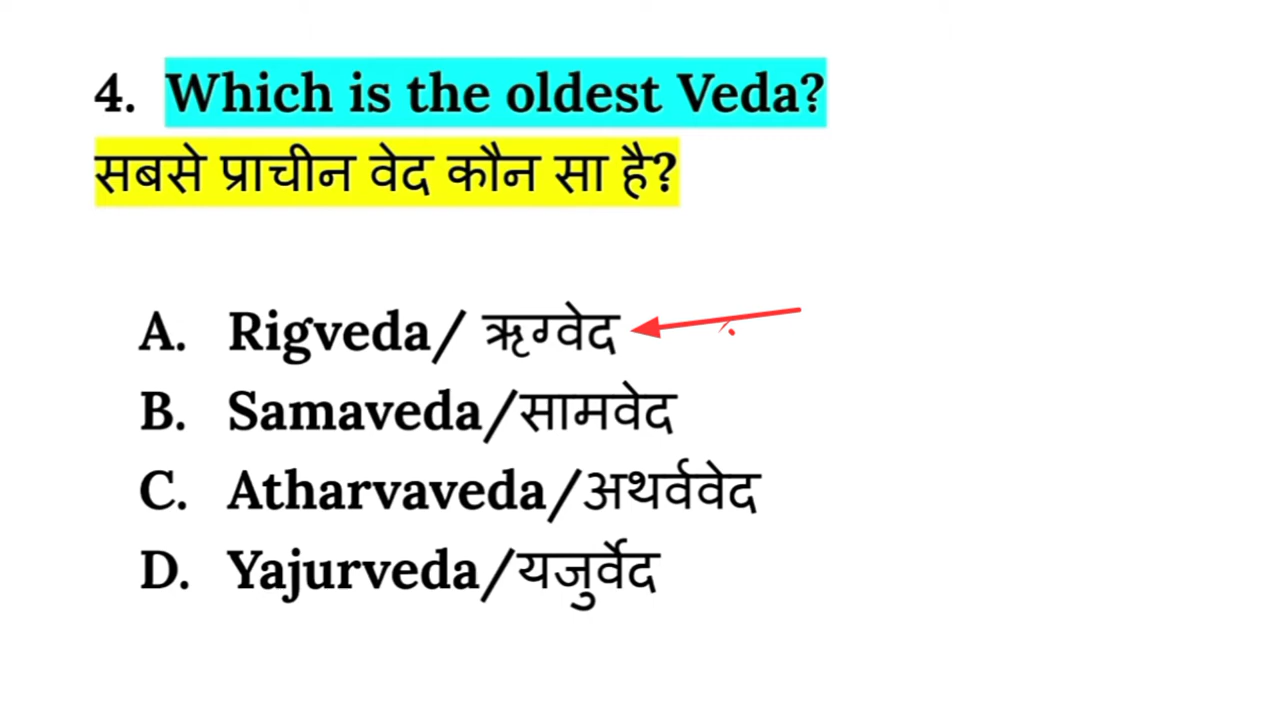 4. Which is the oldest Veda?
सबसे प्राचीन वेद कौन सा है?
A. Rigveda/ ऋग्वेद
B. Samaveda/सामवेद
C. Atharvaveda/अथर्ववेद
D. Yajurveda/यजुर्वेद